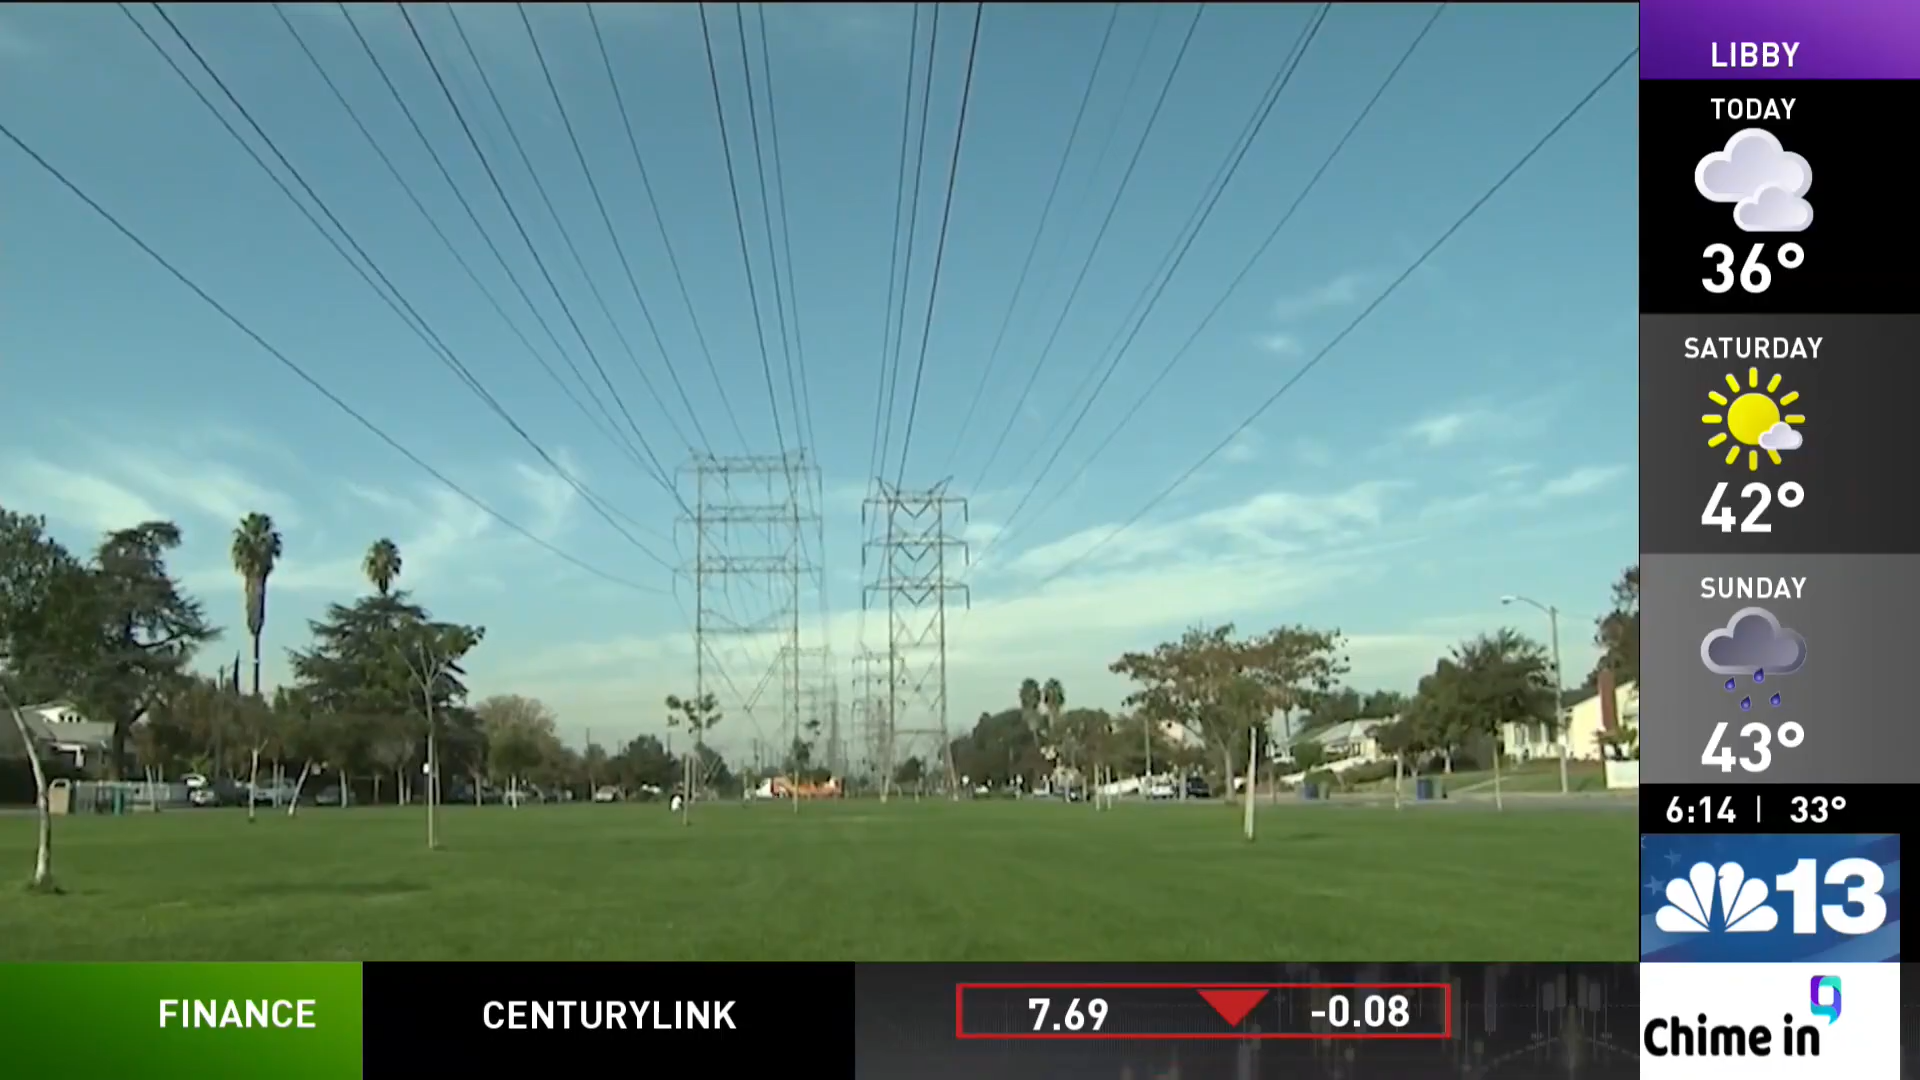 LIBBY
TODAY
36°
SATURDAY
42°
SUNDAY
43°
6:14 | 33°
13
Chime in
FINANCE
CENTURYLINK
7.69 -0.08